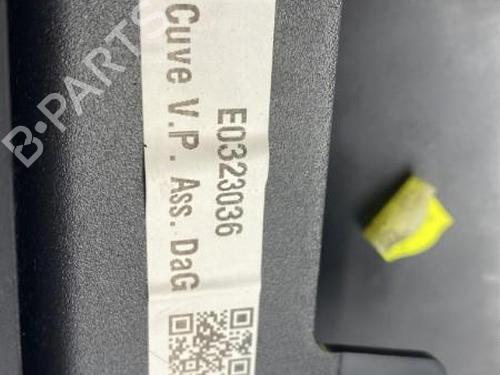 E0323036
Cuve V.P. Ass. DaG
B-PARTS